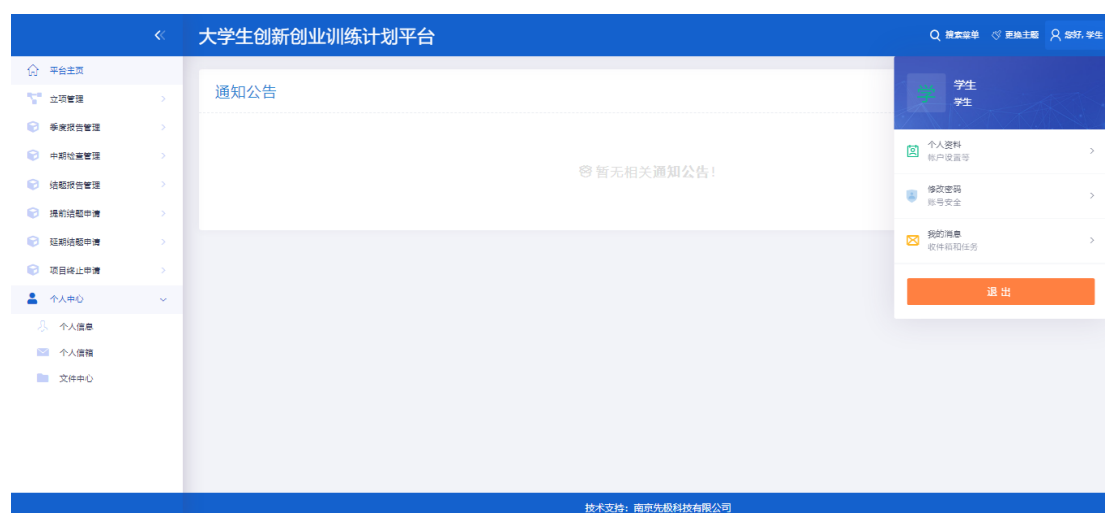 大学生创新创业训练计划平台
搜索菜单
更换主题
您好, 学生
平台主页
立项管理
季度报告管理
中期检查管理
结题报告管理
提前结题申请
延期结题申请
项目终止申请
个人中心
个人信息
个人信箱
文件中心
通知公告
暂无相关通知公告！
学
学生
学生
个人资料
帐户设置等
修改密码
账号安全
我的消息
收件箱和任务
退出
技术支持：南京先极科技有限公司